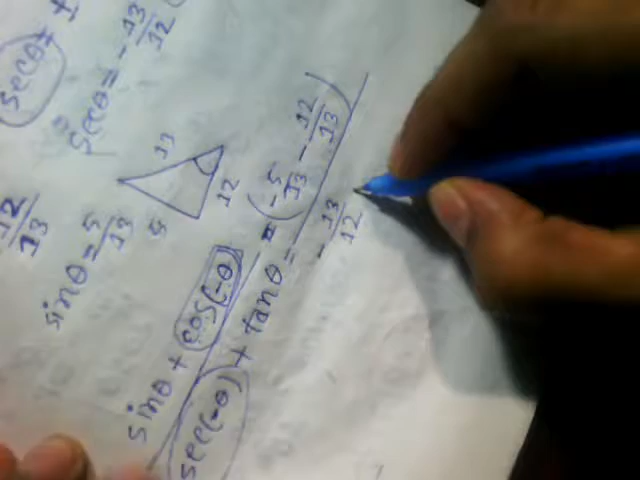 secθ = 1
secθ = -13/12
12/13
sinθ = 5/13
13
5
12
sinθ + cos(-θ) / sec(-θ) + tanθ = (-5/13 - 12/13) / -13/12